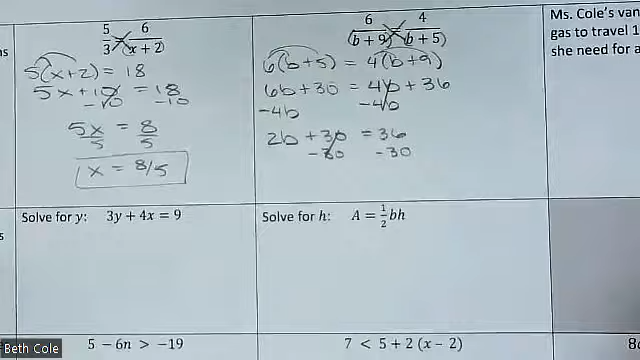 5/3 = 6/(x + 2)
5(x+2) = 18
5x + 10 = 18
-10 -10
5x/5 = 8/5
x = 8/5
6/(b + 9) = 4/(b + 5)
6(b+5) = 4(b+9)
6b + 30 = 4b + 36
-4b -4b
2b + 30 = 36
-30 -30
Ms. Cole's van
gas to travel 1
she need for a
Solve for y: 3y + 4x = 9
Solve for h: A = 1/2 bh
5 − 6n > −19
7 < 5 + 2 (x − 2)
Beth Cole